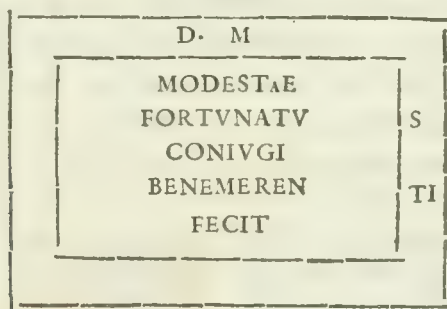 D. M
MODESTAE
FORTVNATV S
CONIVGI
BENEMEREN TI
FECIT